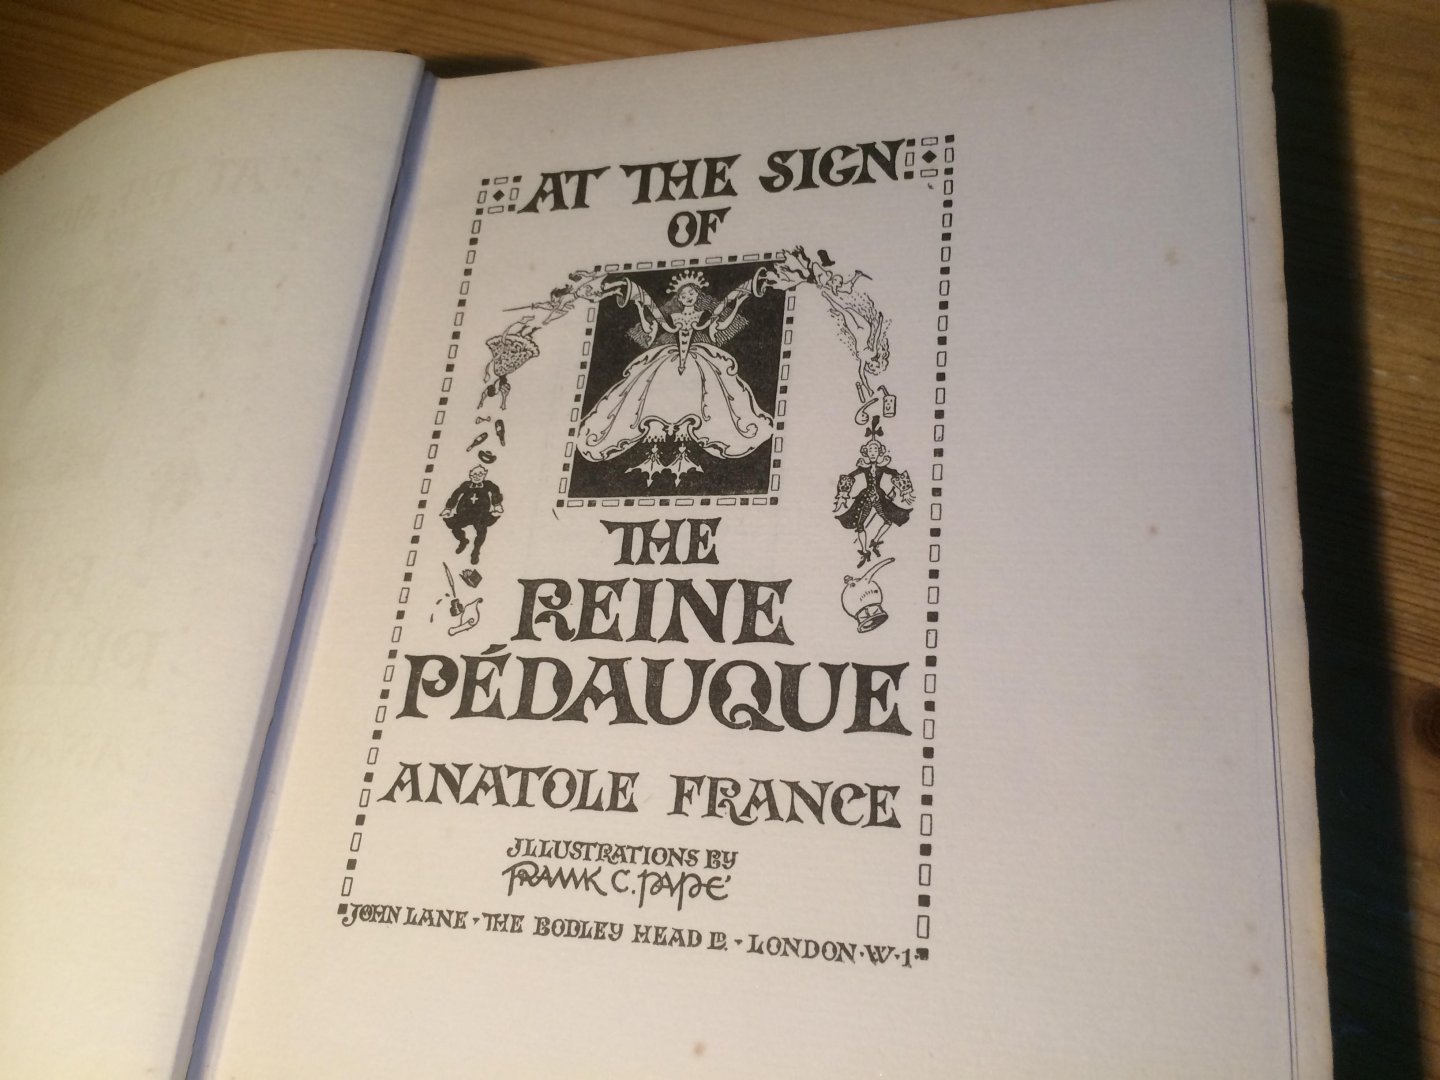 AT THE SIGN
OF
THE
REINE
PÉDAUQUE
ANATOLE FRANCE
ILLUSTRATIONS BY
FRANK C. PAPÉ
JOHN LANE · THE BODLEY HEAD LD. · LONDON · W · 1